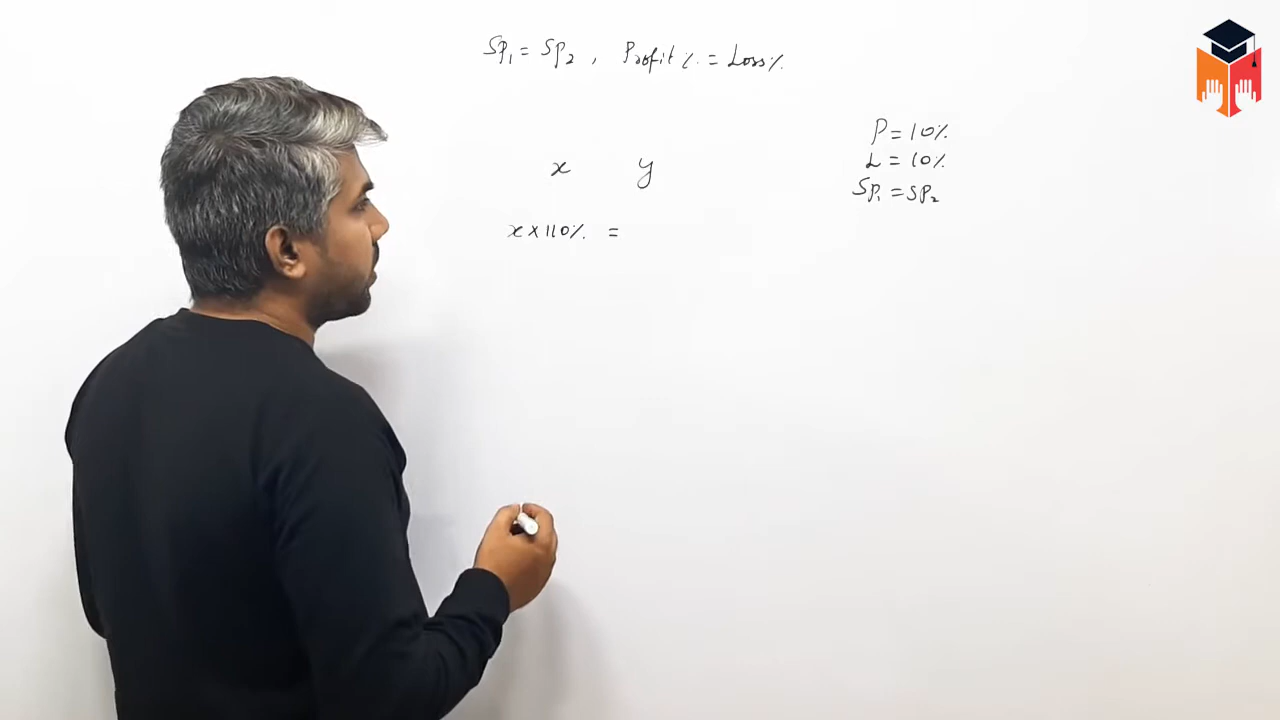 SP₁ = SP₂ , Profit% = Loss%
x y
P = 10%
L = 10%
SP₁ = SP₂
x × 110% =